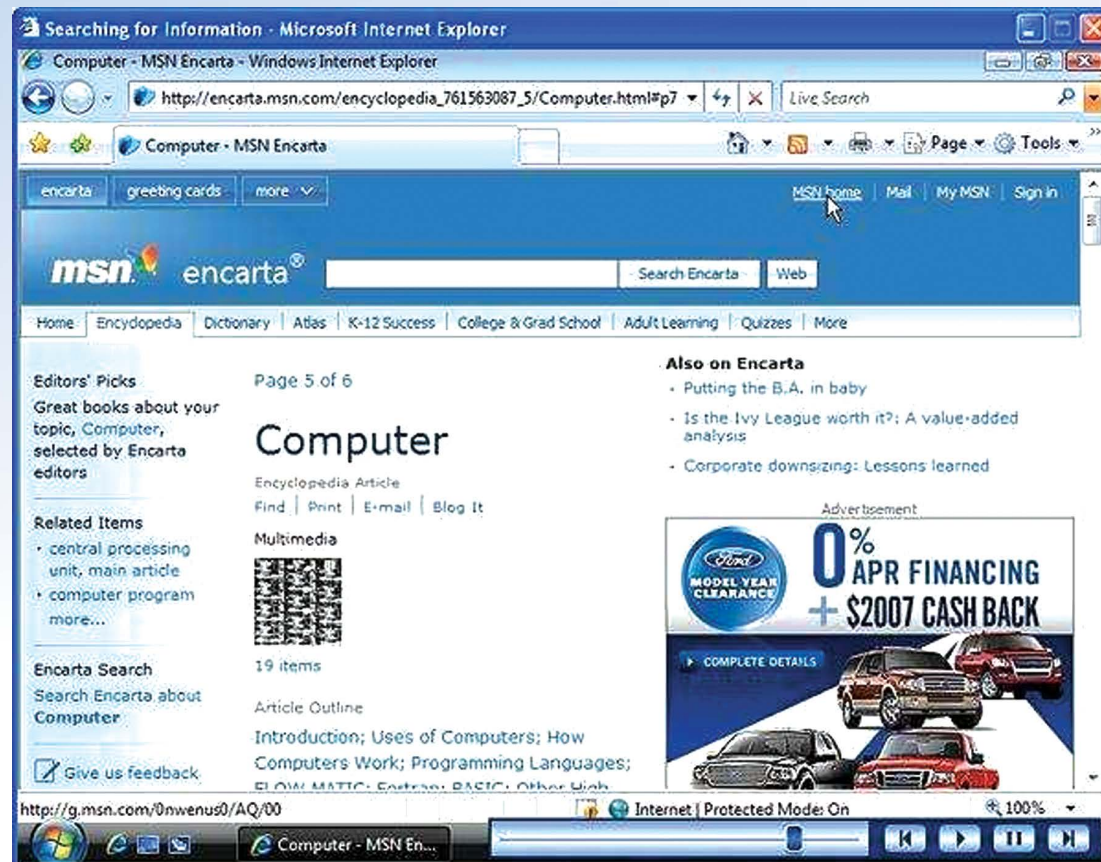 Searching for Information - Microsoft Internet Explorer
Computer - MSN Encarta - Windows Internet Explorer
http://encarta.msn.com/encyclopedia_761563087_5/Computer.html#p7
Live Search
Computer - MSN Encarta
Page
Tools
encarta
greeting cards
more
MSN home
Mail
My MSN
Sign in
msn encarta®
Search Encarta
Web
Home
Encyclopedia
Dictionary
Atlas
K-12 Success
College & Grad School
Adult Learning
Quizzes
More
Editors' Picks
Great books about your
topic, Computer,
selected by Encarta
editors
Related Items
central processing
unit, main article
computer program
more...
Encarta Search
Search Encarta about
Computer
Give us feedback
Page 5 of 6
Computer
Encyclopedia Article
Find | Print | E-mail | Blog It
Multimedia
19 items
Article Outline
Introduction; Uses of Computers; How
Computers Work; Programming Languages;
FLOW-MATIC; Fortran; BASIC; Other High
Also on Encarta
Putting the B.A. in baby
Is the Ivy League worth it?: A value-added
analysis
Corporate downsizing: Lessons learned
Advertisement
Ford
MODEL YEAR
CLEARANCE
0%
APR FINANCING
+ $2007 CASH BACK
COMPLETE DETAILS
http://g.msn.com/0nwenus0/AQ/00
Internet | Protected Mode: On
100%
Computer - MSN En...